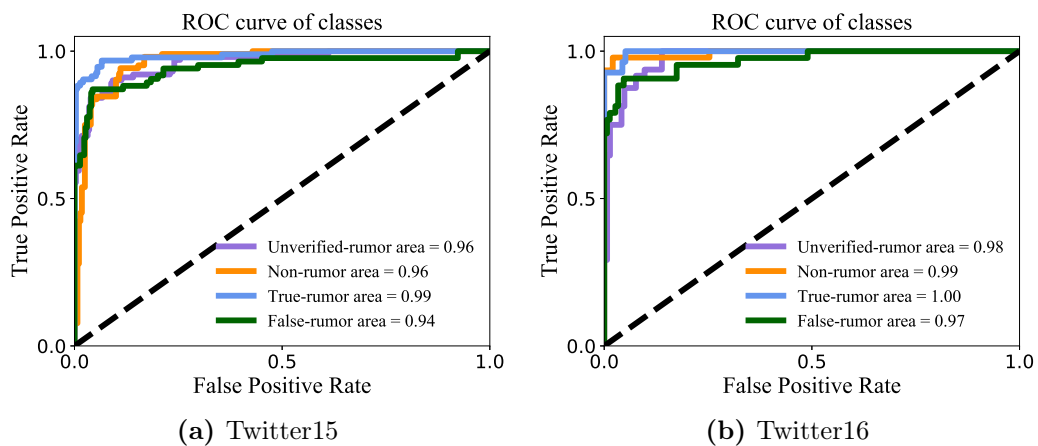 ROC curve of classes
1.0
0.5
0.0
True Positive Rate
Unverified-rumor area = 0.96
Non-rumor area = 0.96
True-rumor area = 0.99
False-rumor area = 0.94
0.0 0.5 1.0
False Positive Rate
(a) Twitter15
ROC curve of classes
1.0
0.5
0.0
True Positive Rate
Unverified-rumor area = 0.98
Non-rumor area = 0.99
True-rumor area = 1.00
False-rumor area = 0.97
0.0 0.5 1.0
False Positive Rate
(b) Twitter16